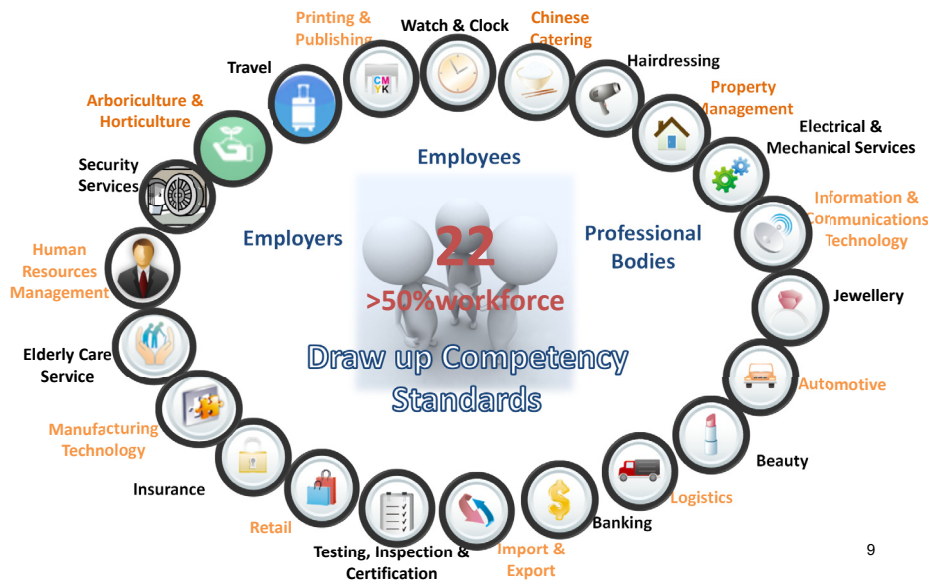 Printing &
Publishing
Watch & Clock
Chinese
Catering
Hairdressing
Property
Management
Electrical &
Mechanical Services
Information &
Communications
Technology
Jewellery
Automotive
Beauty
Logistics
Banking
Import &
Export
Testing, Inspection &
Certification
Retail
Insurance
Manufacturing
Technology
Elderly Care
Service
Human
Resources
Management
Security
Services
Arboriculture &
Horticulture
Travel
CM
YK
Employees
Employers
Professional
Bodies
22
>50%workforce
Draw up Competency
Standards
9